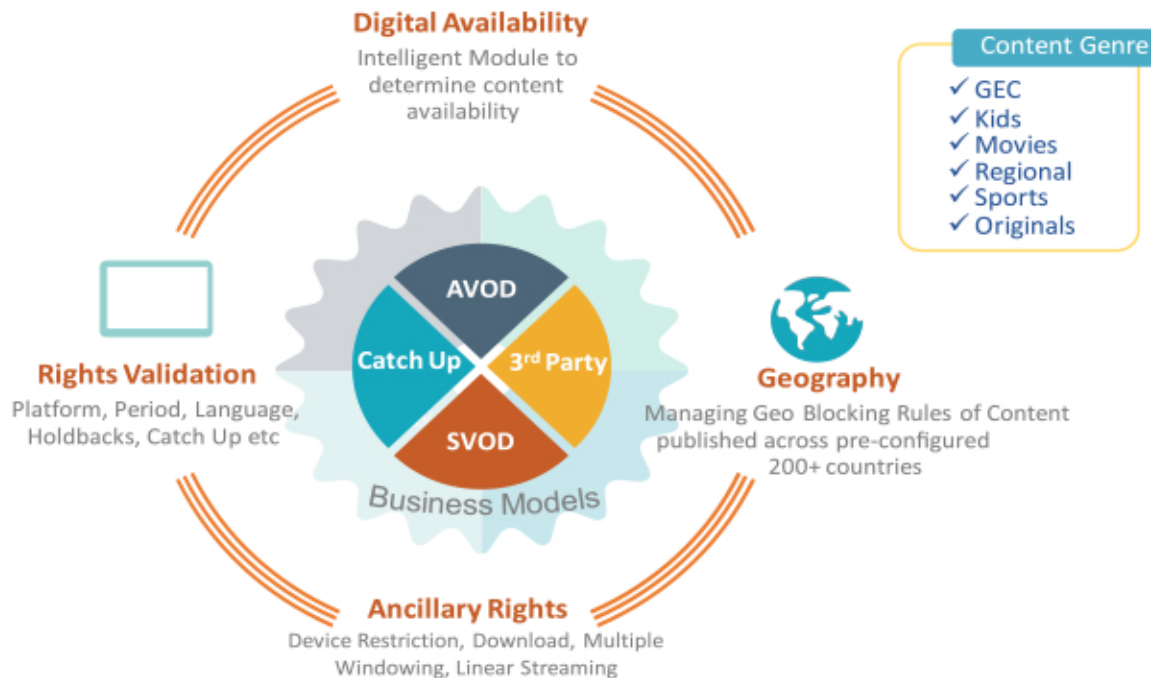 Digital Availability
Intelligent Module to
determine content
availability
Content Genre
✓ GEC
✓ Kids
✓ Movies
✓ Regional
✓ Sports
✓ Originals
AVOD
Catch Up
3rd Party
SVOD
Business Models
Rights Validation
Platform, Period, Language,
Holdbacks, Catch Up etc
Geography
Managing Geo Blocking Rules of Content
published across pre-configured
200+ countries
Ancillary Rights
Device Restriction, Download, Multiple
Windowing, Linear Streaming